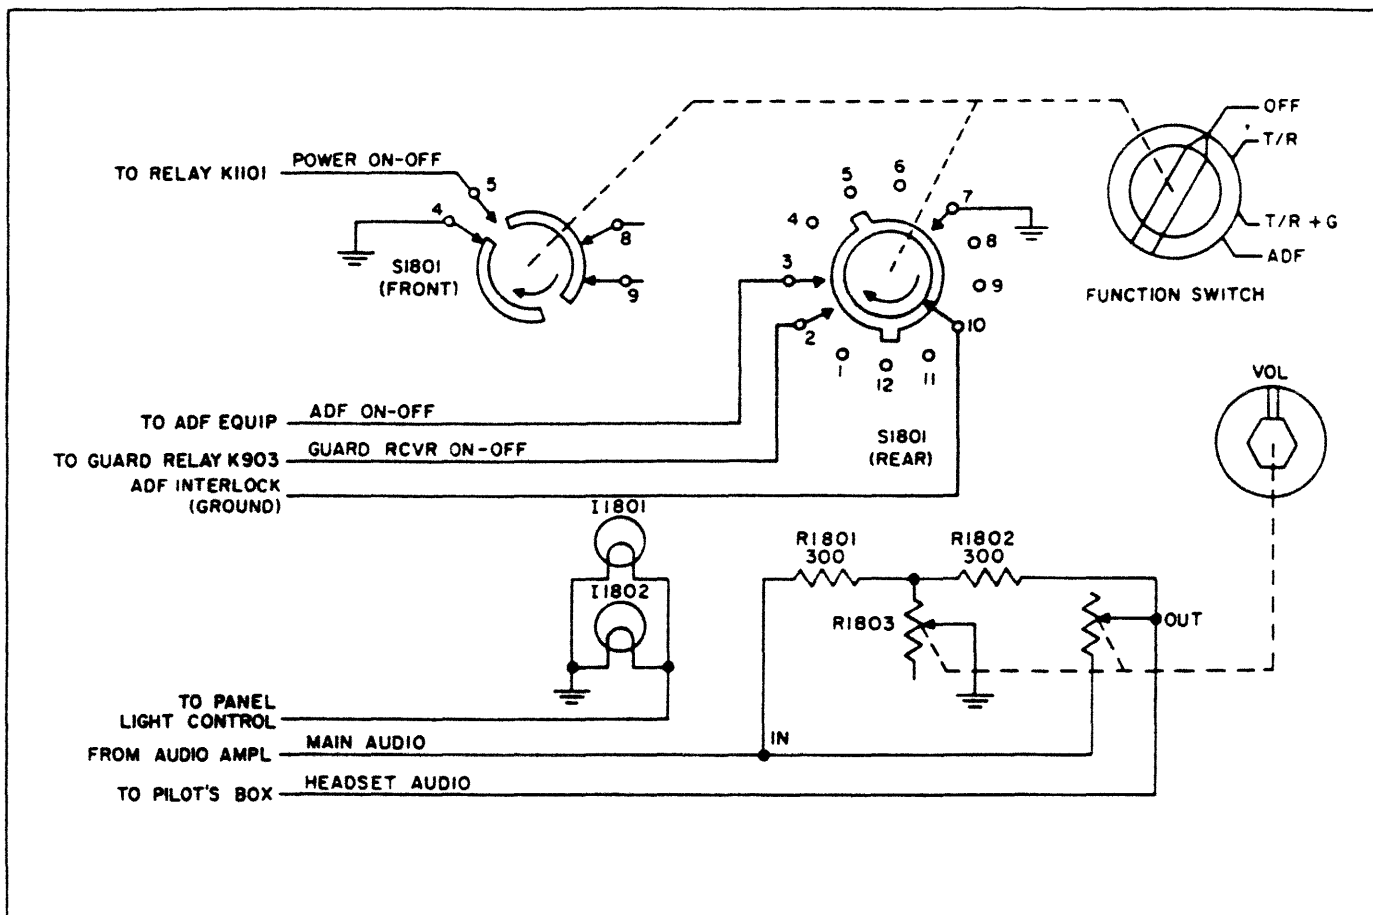 OFF
T/R
T/R + G
ADF
FUNCTION SWITCH
TO RELAY K1101
POWER ON-OFF
5
4
8
9
S1801
(FRONT)
6
5
7
4
8
3
9
2
10
1
12
11
S1801
(REAR)
VOL
TO ADF EQUIP
ADF ON-OFF
TO GUARD RELAY K903
GUARD RCVR ON-OFF
ADF INTERLOCK
(GROUND)
I1801
I1802
R1801
300
R1802
300
R1803
OUT
TO PANEL
LIGHT CONTROL
FROM AUDIO AMPL
MAIN AUDIO
IN
TO PILOT'S BOX
HEADSET AUDIO